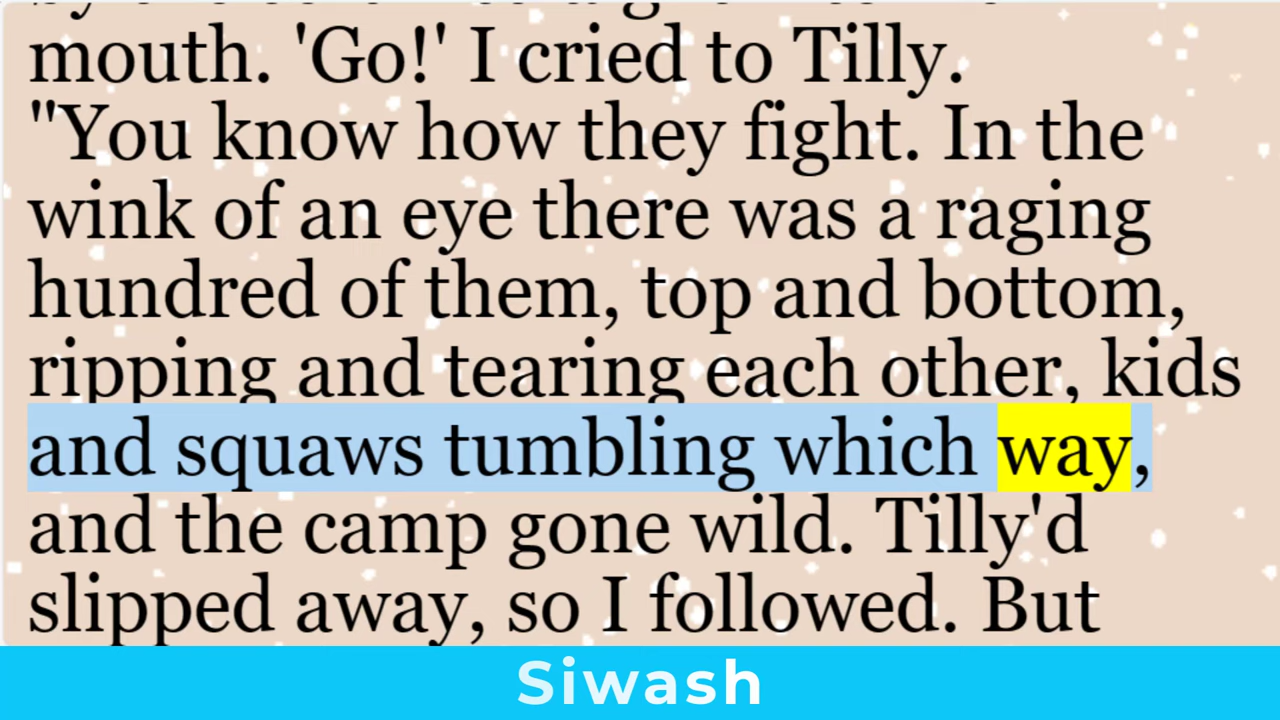 mouth. 'Go!' I cried to Tilly.
"You know how they fight. In the
wink of an eye there was a raging
hundred of them, top and bottom,
ripping and tearing each other, kids
and squaws tumbling which way,
and the camp gone wild. Tilly'd
slipped away, so I followed. But
Siwash